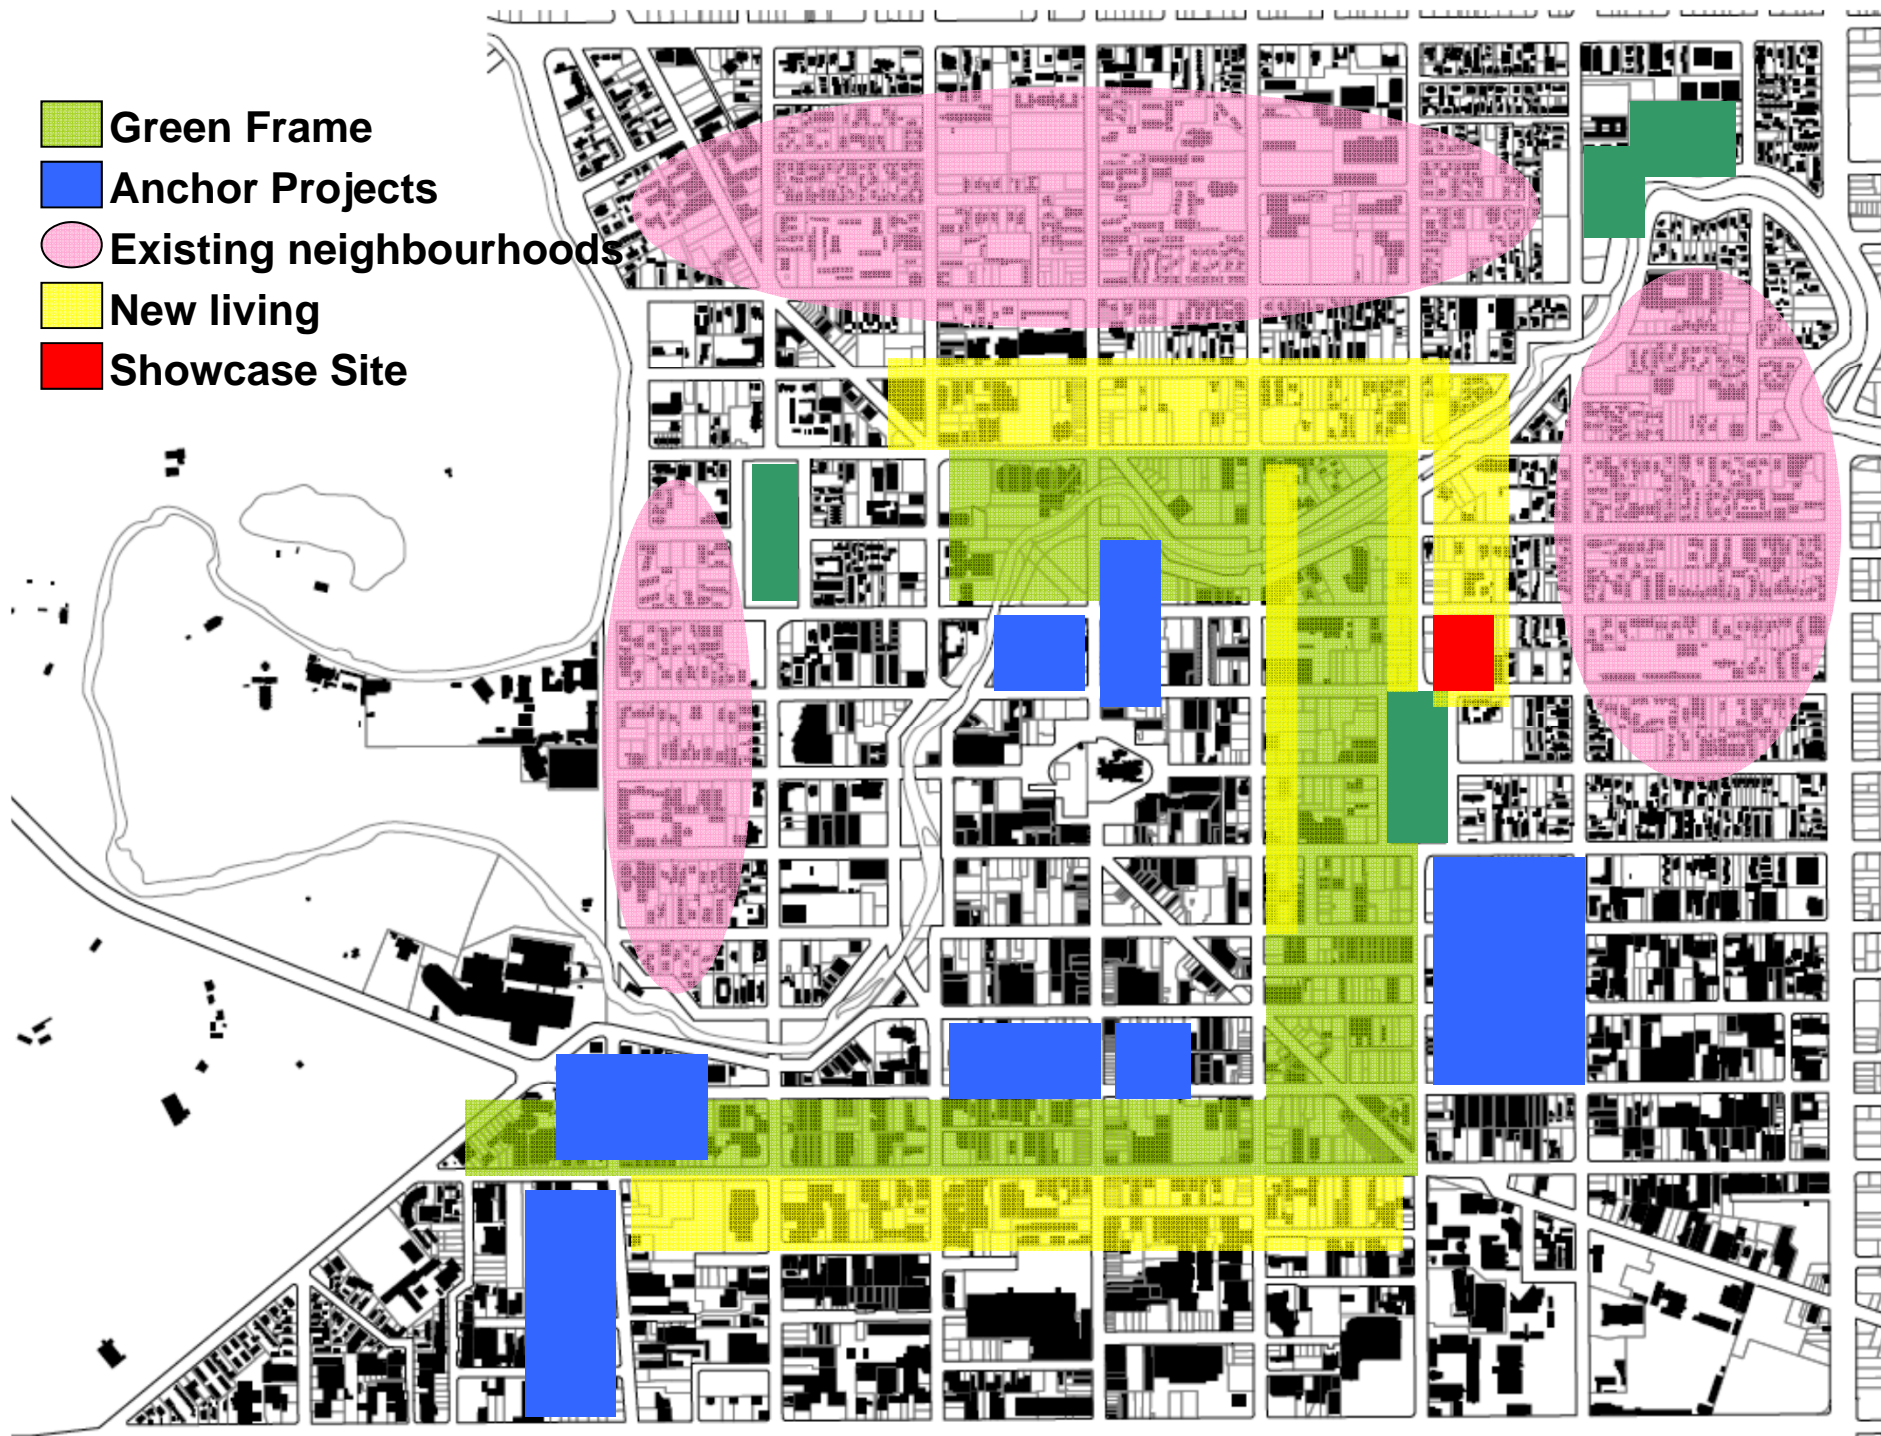 Green Frame
Anchor Projects
Existing neighbourhoods
New living
Showcase Site